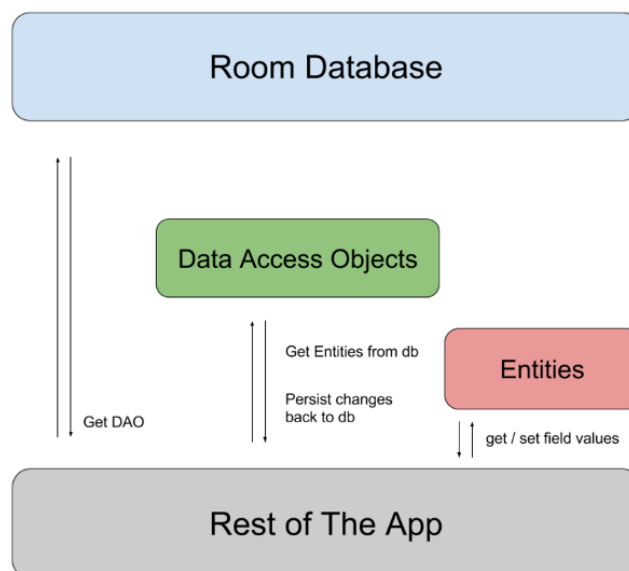 Room Database
Data Access Objects
Get Entities from db
Persist changes
back to db
Entities
Get DAO
get / set field values
Rest of The App